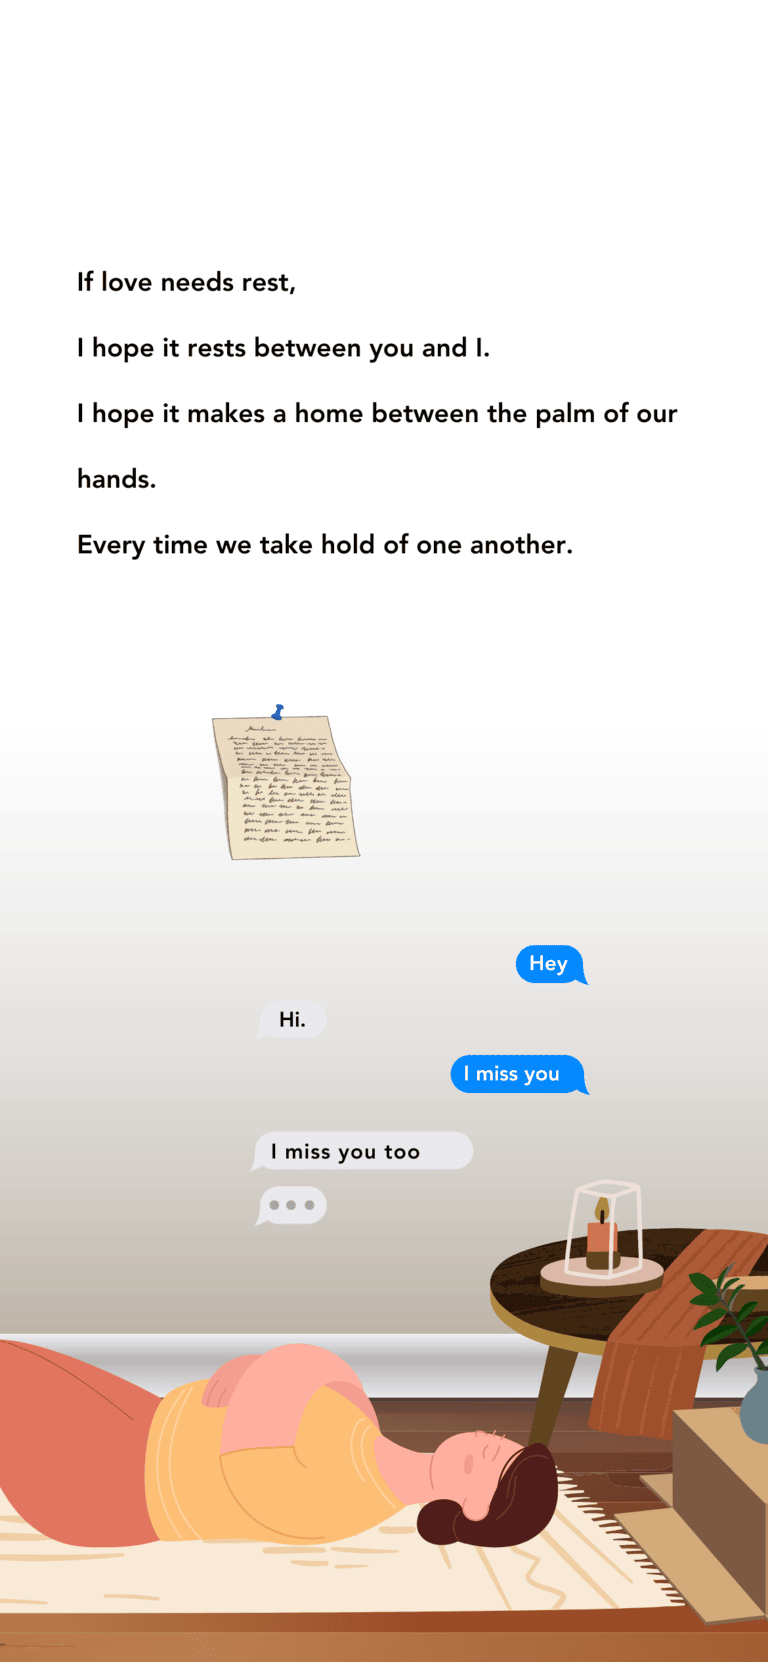 If love needs rest,
I hope it rests between you and I.
I hope it makes a home between the palm of our
hands.
Every time we take hold of one another.
Hey
Hi.
I miss you
I miss you too